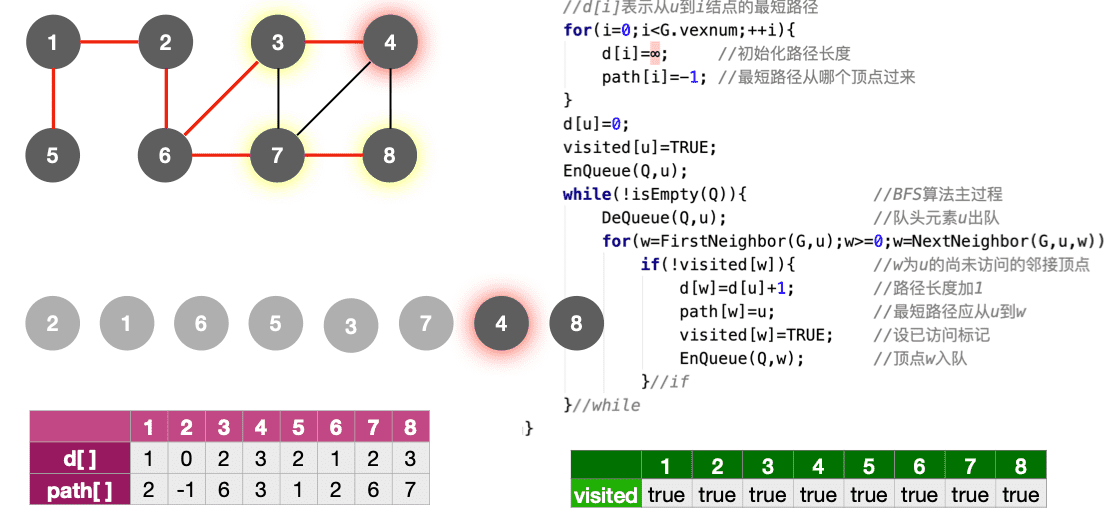 1 2 3 4
5 6 7 8
2 1 6 5 3 7 4 8
1 2 3 4 5 6 7 8
d[ ] 1 0 2 3 2 1 2 3
path[ ] 2 -1 6 3 1 2 6 7
//d[i]表示从u到i结点的最短路径
for(i=0;i<G.vexnum;++i){
d[i]=∞; //初始化路径长度
path[i]=-1; //最短路径从哪个顶点过来
}
d[u]=0;
visited[u]=TRUE;
EnQueue(Q,u);
while(!isEmpty(Q)){ //BFS算法主过程
DeQueue(Q,u); //队头元素u出队
for(w=FirstNeighbor(G,u);w>=0;w=NextNeighbor(G,u,w))
if(!visited[w]){ //w为u的尚未访问的邻接顶点
d[w]=d[u]+1; //路径长度加1
path[w]=u; //最短路径应从u到w
visited[w]=TRUE; //设已访问标记
EnQueue(Q,w); //顶点w入队
}//if
}//while
}
1 2 3 4 5 6 7 8
visited true true true true true true true true